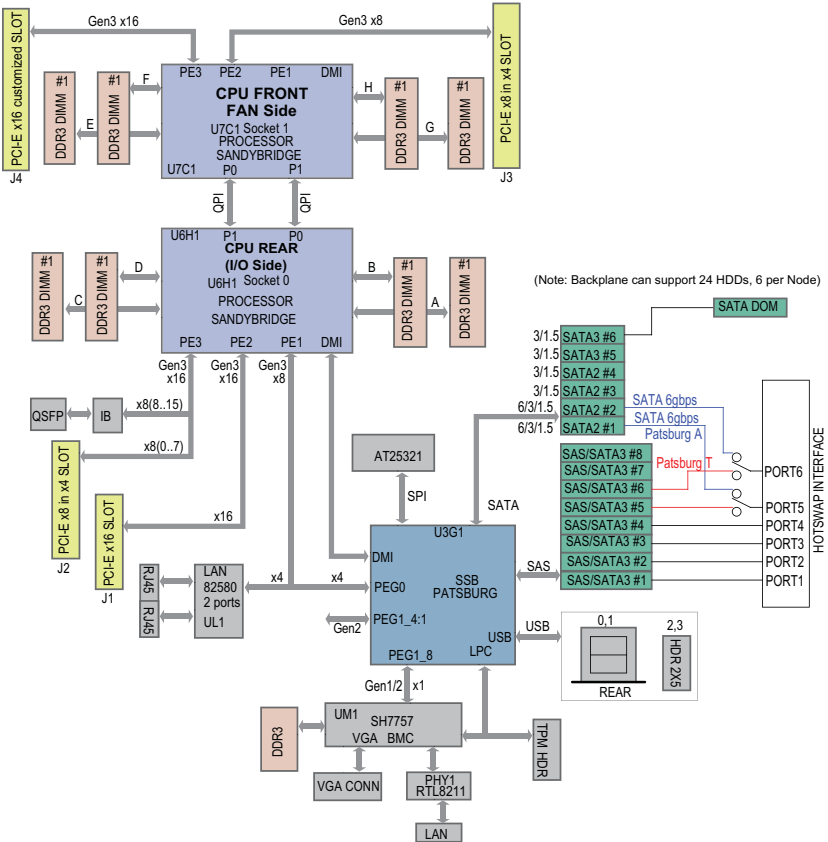 PCI-E x16 customized SLOT
J4
Gen3 x16
Gen3 x8
PCI-E x8 in x4 SLOT
J3
PE3 PE2 PE1 DMI
CPU FRONT
FAN Side
U7C1 Socket 1
PROCESSOR
SANDYBRIDGE
U7C1 P0 P1
#1
DDR3 DIMM
#1
DDR3 DIMM
F
E
H
G
#1
DDR3 DIMM
#1
DDR3 DIMM
QPI
QPI
U6H1 P1 P0
CPU REAR
(I/O Side)
U6H1 Socket 0
PROCESSOR
SANDYBRIDGE
PE3 PE2 PE1 DMI
#1
DDR3 DIMM
#1
DDR3 DIMM
D
C
B
A
#1
DDR3 DIMM
#1
DDR3 DIMM
(Note: Backplane can support 24 HDDs, 6 per Node)
SATA DOM
3/1.5 SATA3 #6
3/1.5 SATA3 #5
3/1.5 SATA2 #4
3/1.5 SATA2 #3
6/3/1.5 SATA2 #2
6/3/1.5 SATA2 #1
SATA 6gbps
SATA 6gbps
Patsburg A
Patsburg T
SAS/SATA3 #8
SAS/SATA3 #7
SAS/SATA3 #6
SAS/SATA3 #5
SAS/SATA3 #4
SAS/SATA3 #3
SAS/SATA3 #2
SAS/SATA3 #1
PORT6
PORT5
PORT4
PORT3
PORT2
PORT1
HOTSWAP INTERFACE
Gen3
x16
Gen3
x16
Gen3
x8
QSFP
IB
x8(8..15)
x8(0..7)
PCI-E x8 in x4 SLOT
J2
PCI-E x16 SLOT
J1
x16
AT25321
SPI
SATA
SAS
U3G1
DMI
PEG0
SSB
PATSBURG
PEG1_4:1
USB
LPC
PEG1_8
x4
x4
Gen2
RJ45
RJ45
LAN
82580
2 ports
UL1
USB
0,1
REAR
2,3
HDR 2X5
Gen1/2 x1
UM1
SH7757
VGA BMC
DDR3
VGA CONN
PHY1
RTL8211
LAN
TPM HDR